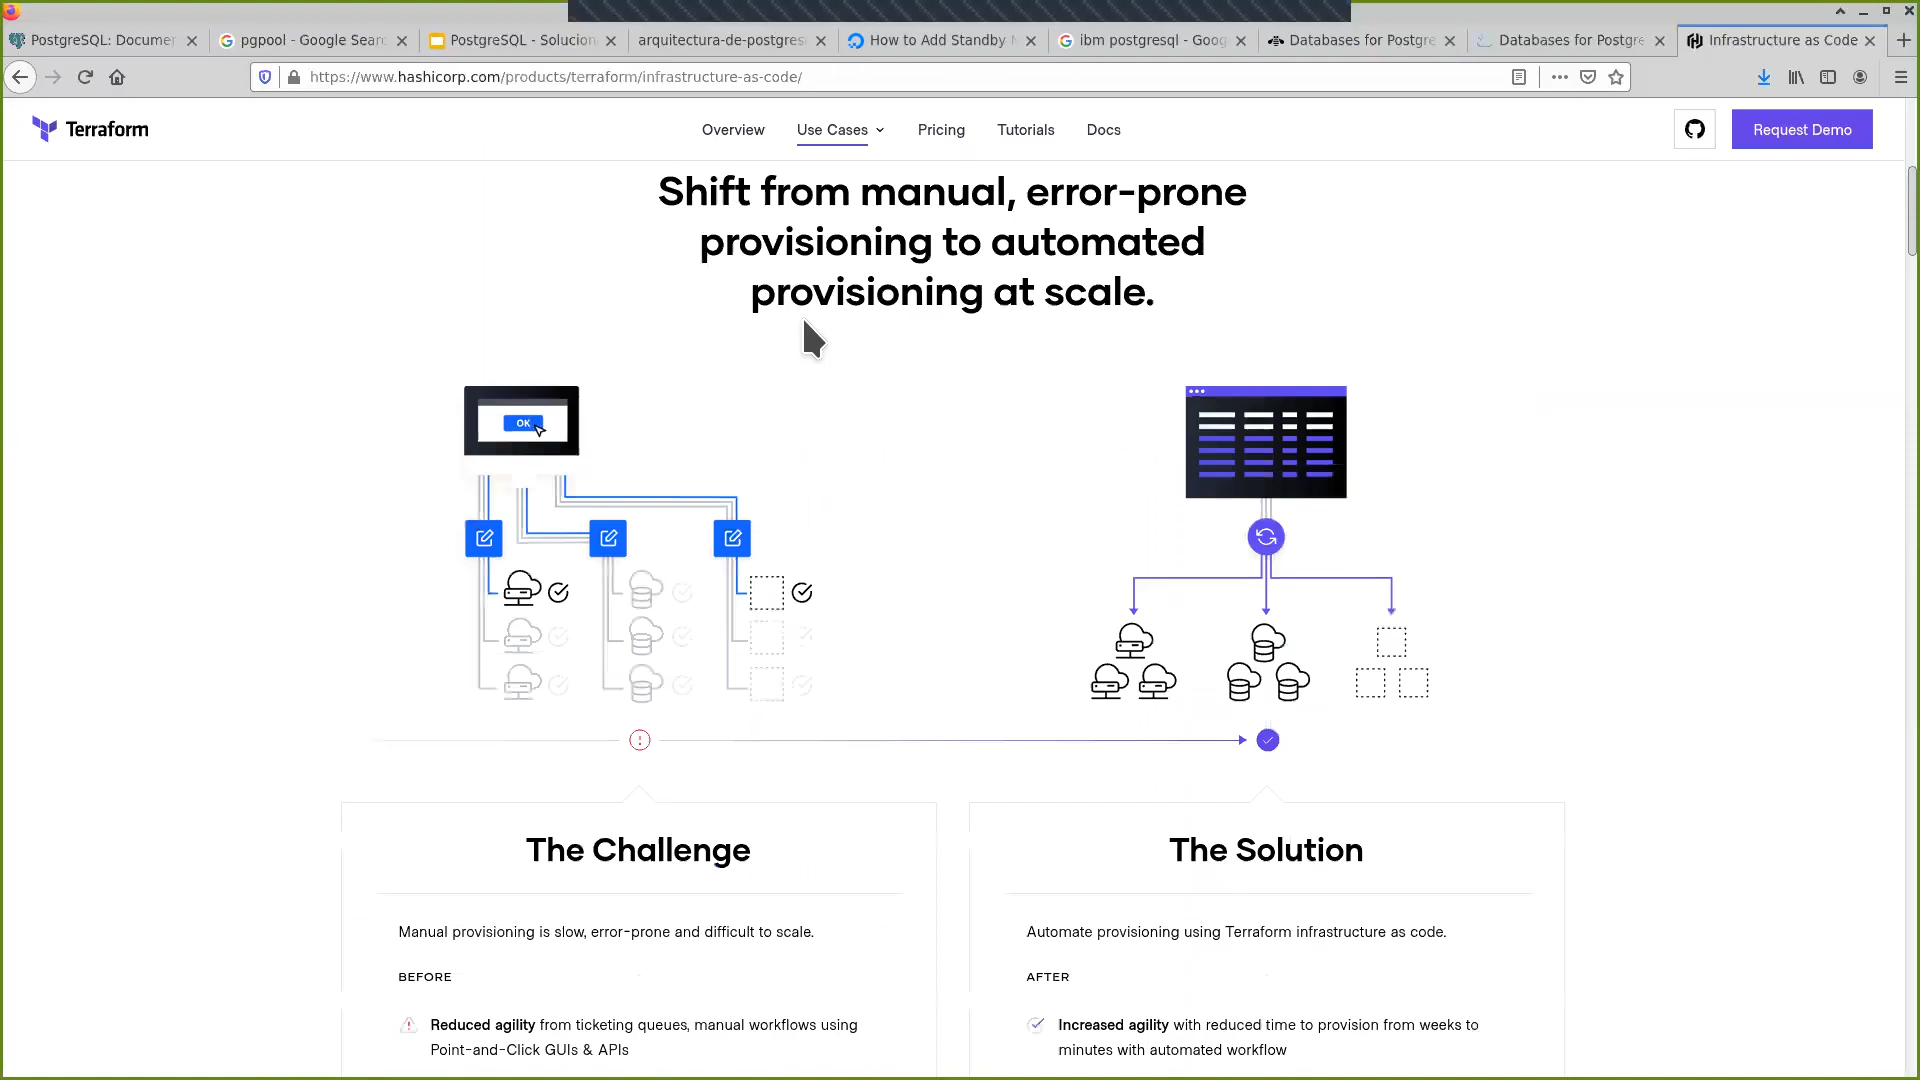 PostgreSQL: Documen
pgpool - Google Searc
PostgreSQL - Solucion
arquitectura-de-postgres
How to Add Standby
ibm postgresql - Goog
Databases for Postgre
Databases for Postgre
Infrastructure as Code
https://www.hashicorp.com/products/terraform/infrastructure-as-code/
Terraform
Overview
Use Cases
Pricing
Tutorials
Docs
Request Demo
Shift from manual, error-prone
provisioning to automated
provisioning at scale.
OK
The Challenge
Manual provisioning is slow, error-prone and difficult to scale.
BEFORE
Reduced agility from ticketing queues, manual workflows using
Point-and-Click GUIs & APIs
The Solution
Automate provisioning using Terraform infrastructure as code.
AFTER
Increased agility with reduced time to provision from weeks to
minutes with automated workflow